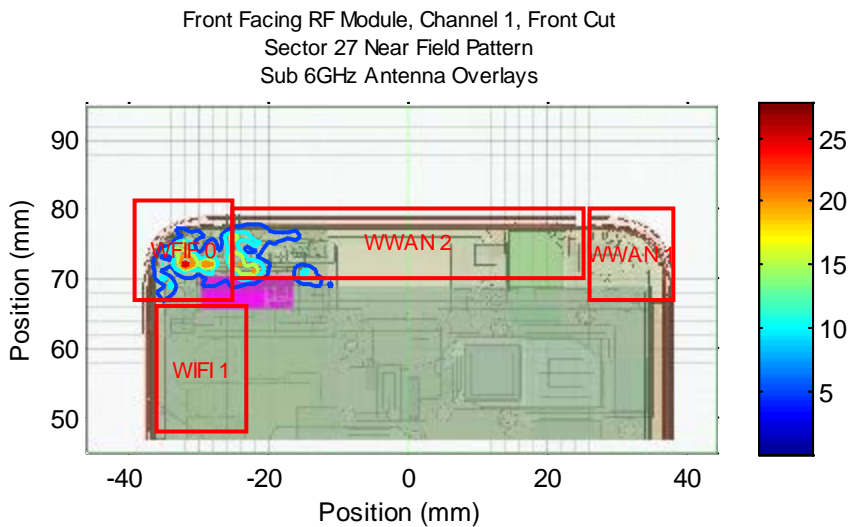 Front Facing RF Module, Channel 1, Front Cut
Sector 27 Near Field Pattern
Sub 6GHz Antenna Overlays
90
80
70
60
50
Position (mm)
-40
-20
0
20
40
Position (mm)
WIFI 0
WWAN 2
WWAN 1
WIFI 1
25
20
15
10
5